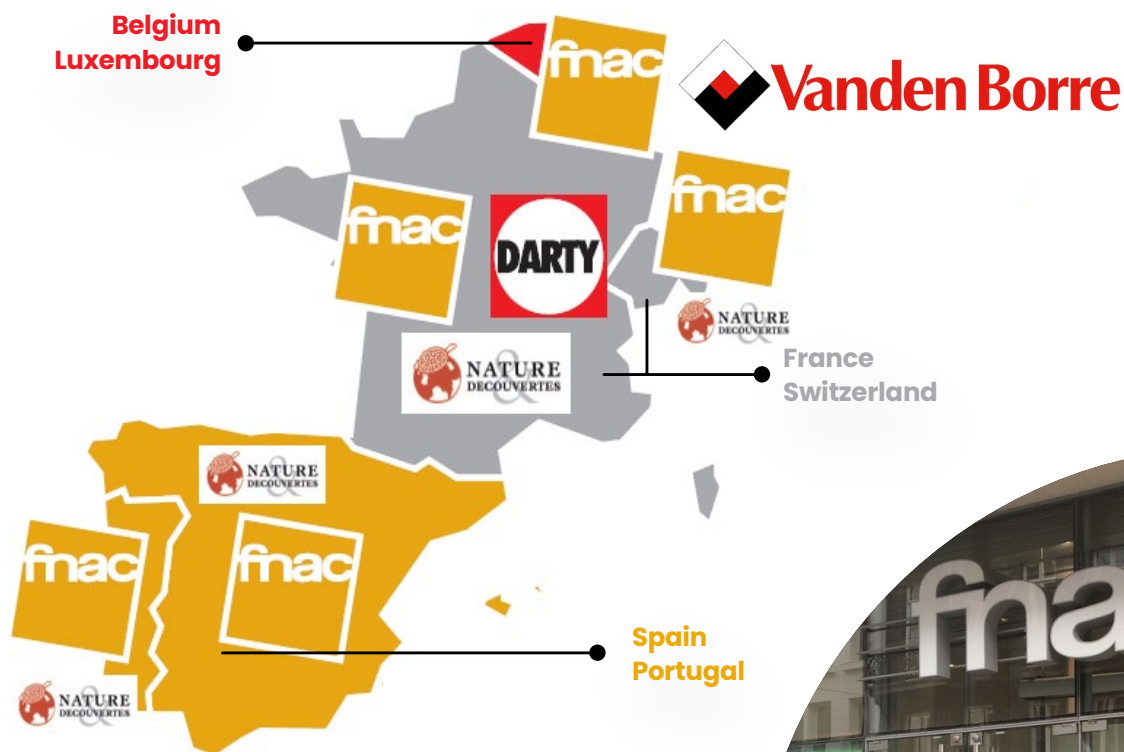 Belgium
Luxembourg
fnac
Vanden Borre
fnac
fnac
DARTY
NATURE
&
DECOUVERTES
NATURE
&
DECOUVERTES
France
Switzerland
NATURE
&
DECOUVERTES
fnac
fnac
fna
Spain
Portugal
NATURE
&
DECOUVERTES